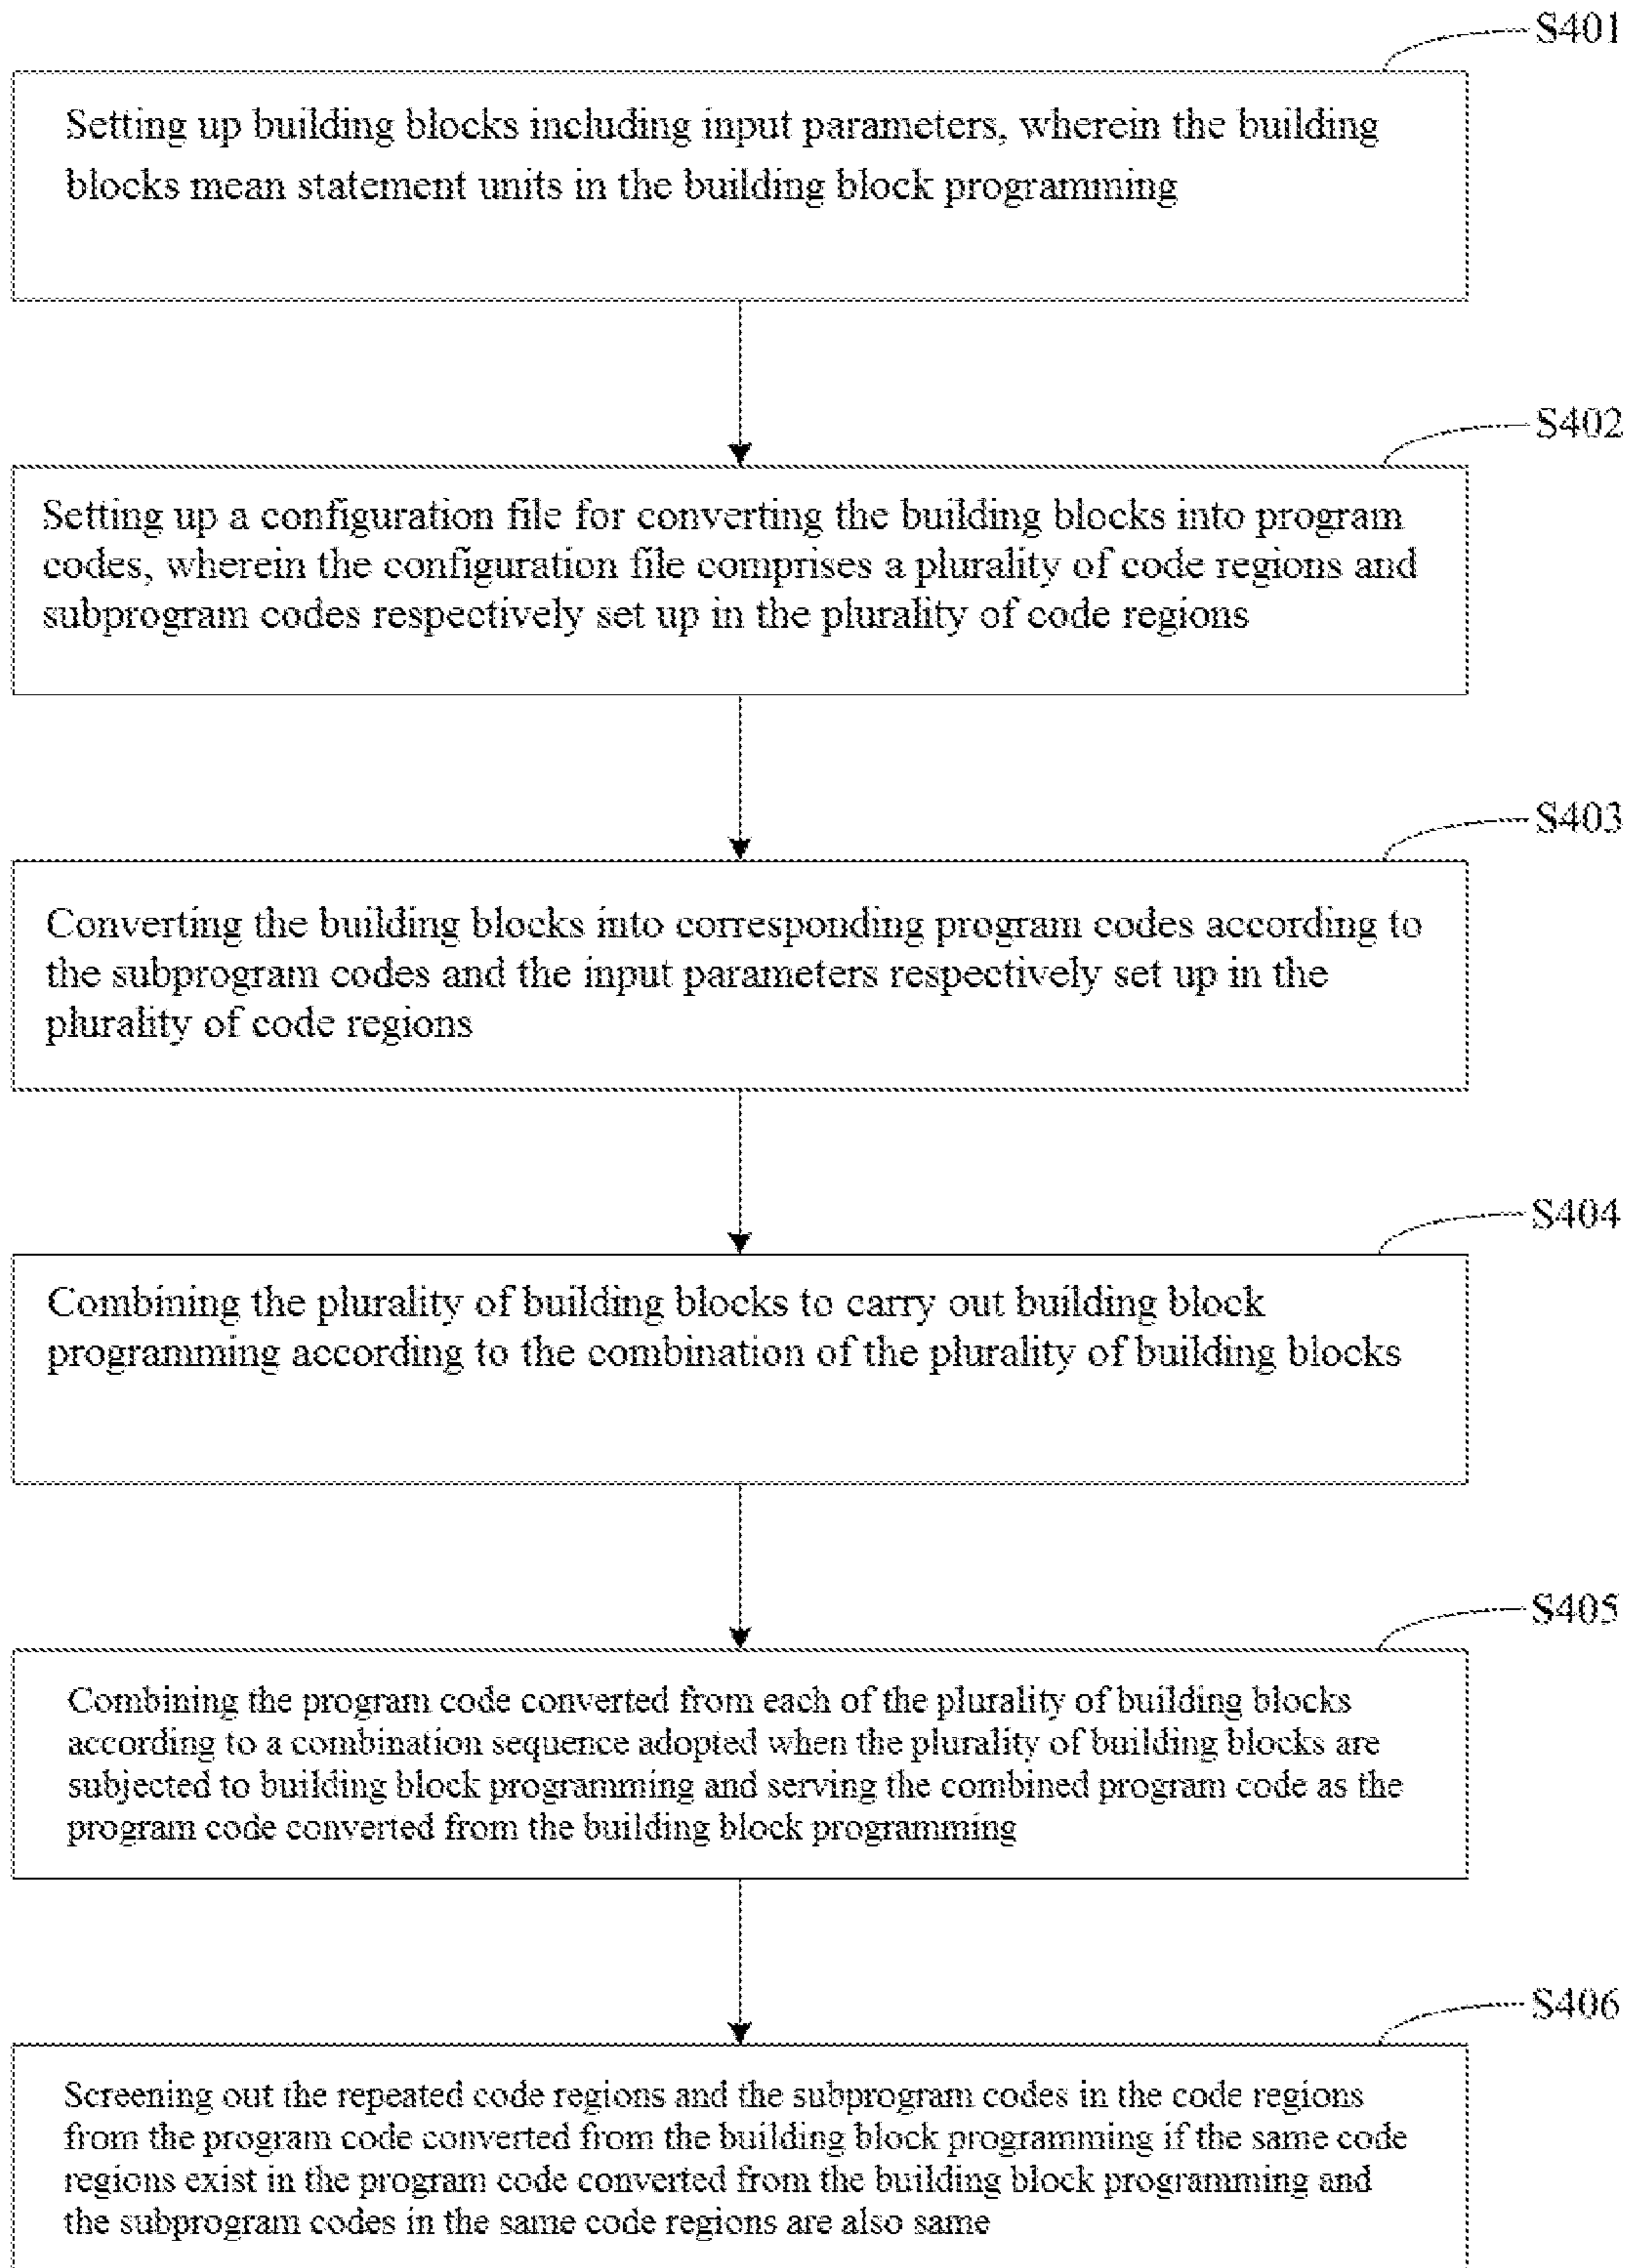 S401
Setting up building blocks including input parameters, wherein the building
blocks mean statement units in the building block programming
S402
Setting up a configuration file for converting the building blocks into program
codes, wherein the configuration file comprises a plurality of code regions and
subprogram codes respectively set up in the plurality of code regions
S403
Converting the building blocks into corresponding program codes according to
the subprogram codes and the input parameters respectively set up in the
plurality of code regions
S404
Combining the plurality of building blocks to carry out building block
programming according to the combination of the plurality of building blocks
S405
Combining the program code converted from each of the plurality of building blocks
according to a combination sequence adopted when the plurality of building blocks are
subjected to building block programming and serving the combined program code as the
program code converted from the building block programming
S406
Screening out the repeated code regions and the subprogram codes in the code regions
from the program code converted from the building block programming if the same code
regions exist in the program code converted from the building block programming and
the subprogram codes in the same code regions are also same